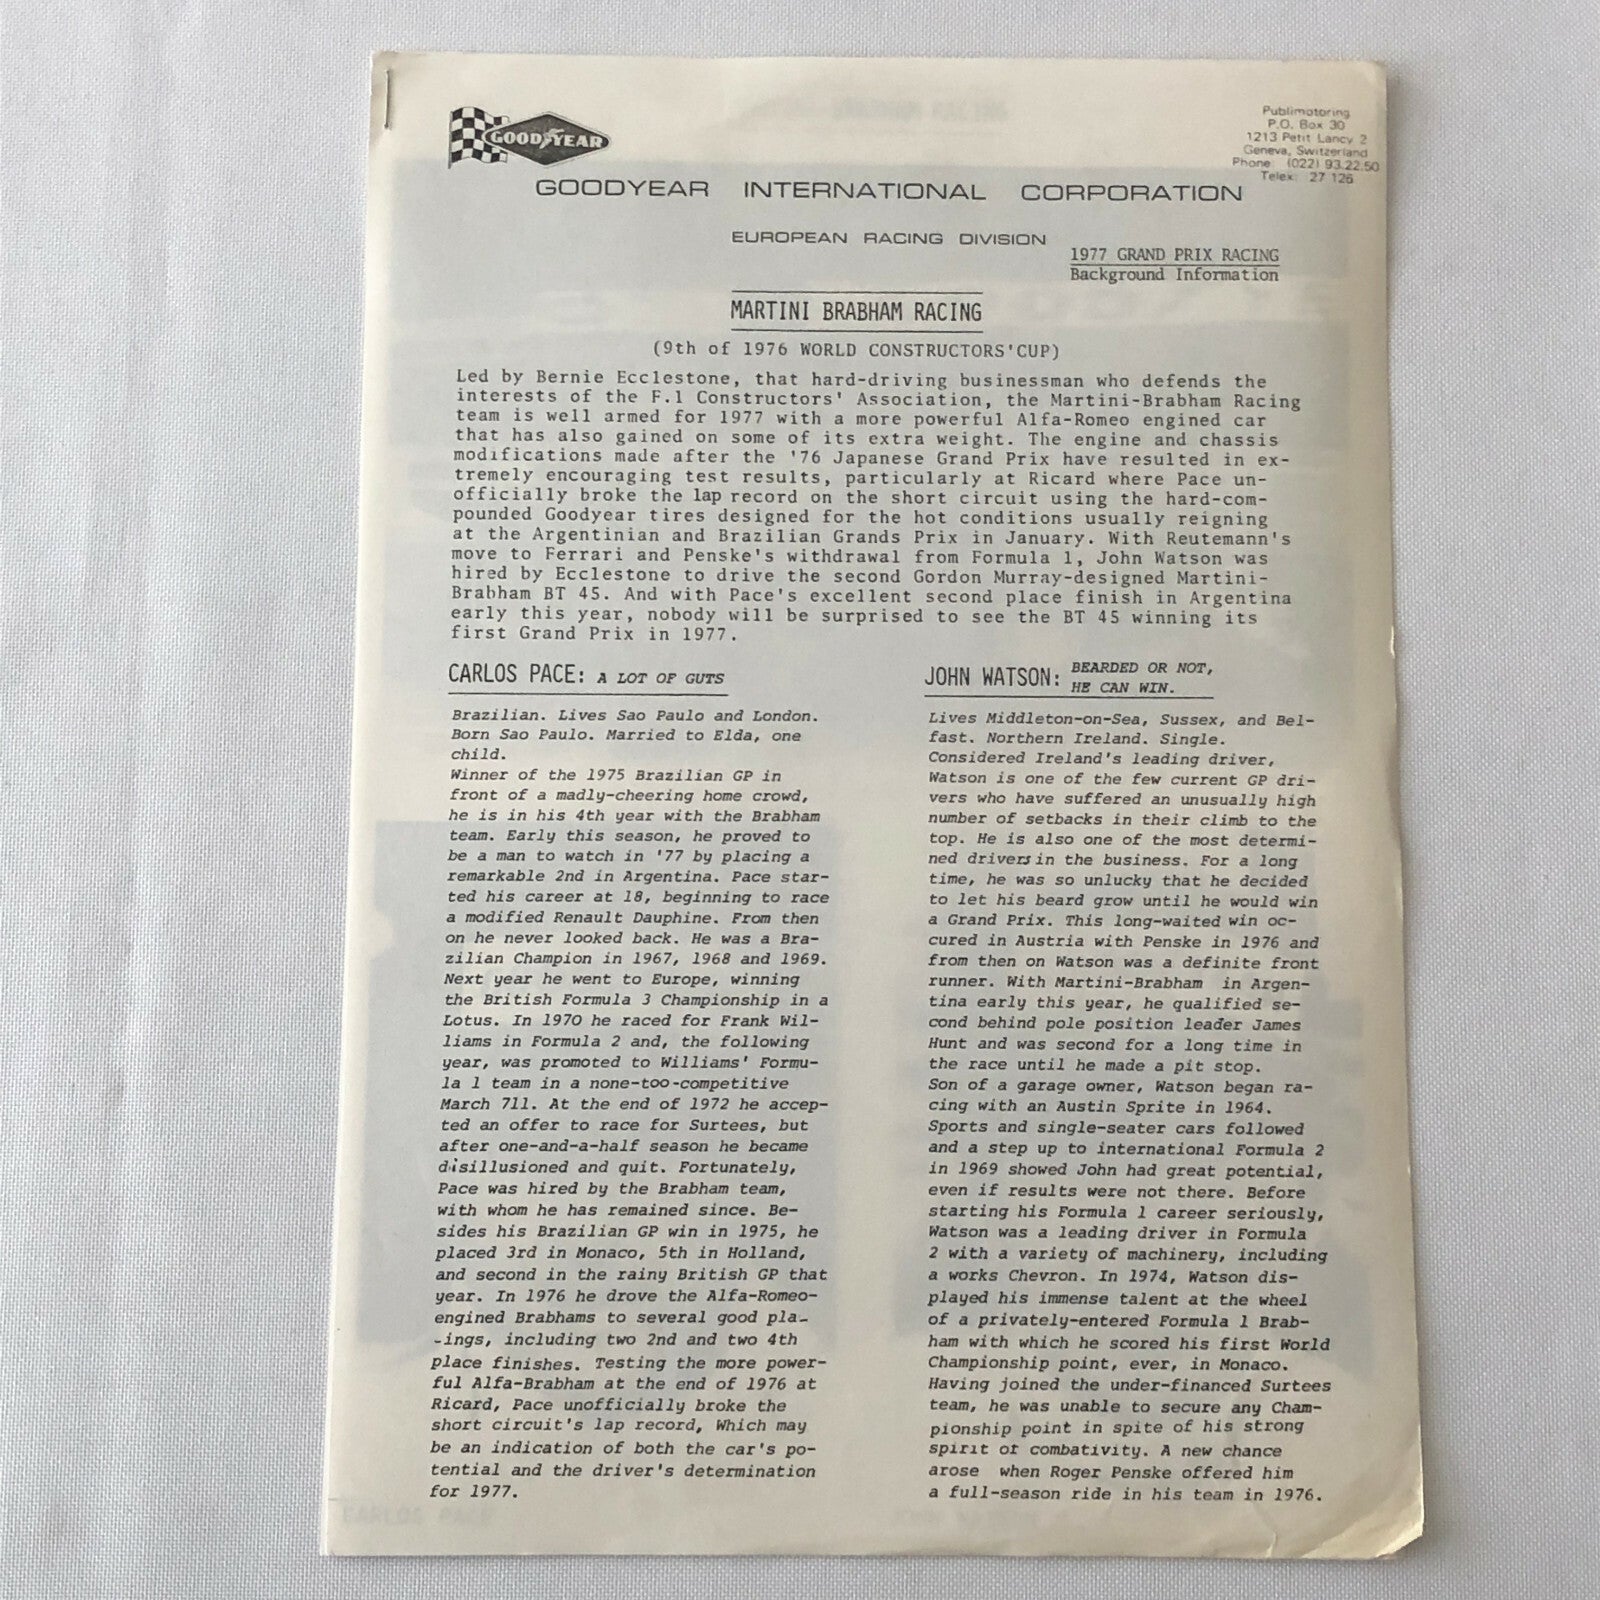 GOODYEAR
Publimotoring
P.O. Box 30
1213 Petit Lancy 2
Geneva, Switzerland
Phone: (022) 93.22.50
Telex: 27 126
GOODYEAR INTERNATIONAL CORPORATION
EUROPEAN RACING DIVISION
1977 GRAND PRIX RACING
Background Information
MARTINI BRABHAM RACING
(9th of 1976 WORLD CONSTRUCTORS'CUP)
Led by Bernie Ecclestone, that hard-driving businessman who defends the
interests of the F.1 Constructors' Association, the Martini-Brabham Racing
team is well armed for 1977 with a more powerful Alfa-Romeo engined car
that has also gained on some of its extra weight. The engine and chassis
modifications made after the '76 Japanese Grand Prix have resulted in ex-
tremely encouraging test results, particularly at Ricard where Pace un-
officially broke the lap record on the short circuit using the hard-com-
pounded Goodyear tires designed for the hot conditions usually reigning
at the Argentinian and Brazilian Grands Prix in January. With Reutemann's
move to Ferrari and Penske's withdrawal from Formula 1, John Watson was
hired by Ecclestone to drive the second Gordon Murray-designed Martini-
Brabham BT 45. And with Pace's excellent second place finish in Argentina
early this year, nobody will be surprised to see the BT 45 winning its
first Grand Prix in 1977.
CARLOS PACE: A LOT OF GUTS
Brazilian. Lives Sao Paulo and London.
Born Sao Paulo. Married to Elda, one
child.
Winner of the 1975 Brazilian GP in
front of a madly-cheering home crowd,
he is in his 4th year with the Brabham
team. Early this season, he proved to
be a man to watch in '77 by placing a
remarkable 2nd in Argentina. Pace star-
ted his career at 18, beginning to race
a modified Renault Dauphine. From then
on he never looked back. He was a Bra-
zilian Champion in 1967, 1968 and 1969.
Next year he went to Europe, winning
the British Formula 3 Championship in a
Lotus. In 1970 he raced for Frank Wil-
liams in Formula 2 and, the following
year, was promoted to Williams' Formu-
la 1 team in a none-too-competitive
March 711. At the end of 1972 he accep-
ted an offer to race for Surtees, but
after one-and-a-half season he became
disillusioned and quit. Fortunately,
Pace was hired by the Brabham team,
with whom he has remained since. Be-
sides his Brazilian GP win in 1975, he
placed 3rd in Monaco, 5th in Holland,
and second in the rainy British GP that
year. In 1976 he drove the Alfa-Romeo-
engined Brabhams to several good pla-
-ings, including two 2nd and two 4th
place finishes. Testing the more power-
ful Alfa-Brabham at the end of 1976 at
Ricard, Pace unofficially broke the
short circuit's lap record, Which may
be an indication of both the car's po-
tential and the driver's determination
for 1977.
JOHN WATSON: BEARDED OR NOT,
HE CAN WIN.
Lives Middleton-on-Sea, Sussex, and Bel-
fast. Northern Ireland. Single.
Considered Ireland's leading driver,
Watson is one of the few current GP dri-
vers who have suffered an unusually high
number of setbacks in their climb to the
top. He is also one of the most determi-
ned drivers in the business. For a long
time, he was so unlucky that he decided
to let his beard grow until he would win
a Grand Prix. This long-waited win oc-
cured in Austria with Penske in 1976 and
from then on Watson was a definite front
runner. With Martini-Brabham in Argen-
tina early this year, he qualified se-
cond behind pole position leader James
Hunt and was second for a long time in
the race until he made a pit stop.
Son of a garage owner, Watson began ra-
cing with an Austin Sprite in 1964.
Sports and single-seater cars followed
and a step up to international Formula 2
in 1969 showed John had great potential,
even if results were not there. Before
starting his Formula 1 career seriously,
Watson was a leading driver in Formula
2 with a variety of machinery, including
a works Chevron. In 1974, Watson dis-
played his immense talent at the wheel
of a privately-entered Formula 1 Brab-
ham with which he scored his first World
Championship point, ever, in Monaco.
Having joined the under-financed Surtees
team, he was unable to secure any Cham-
pionship point in spite of his strong
spirit of combativity. A new chance
arose when Roger Penske offered him
a full-season ride in his team in 1976.
CARLOS PACE